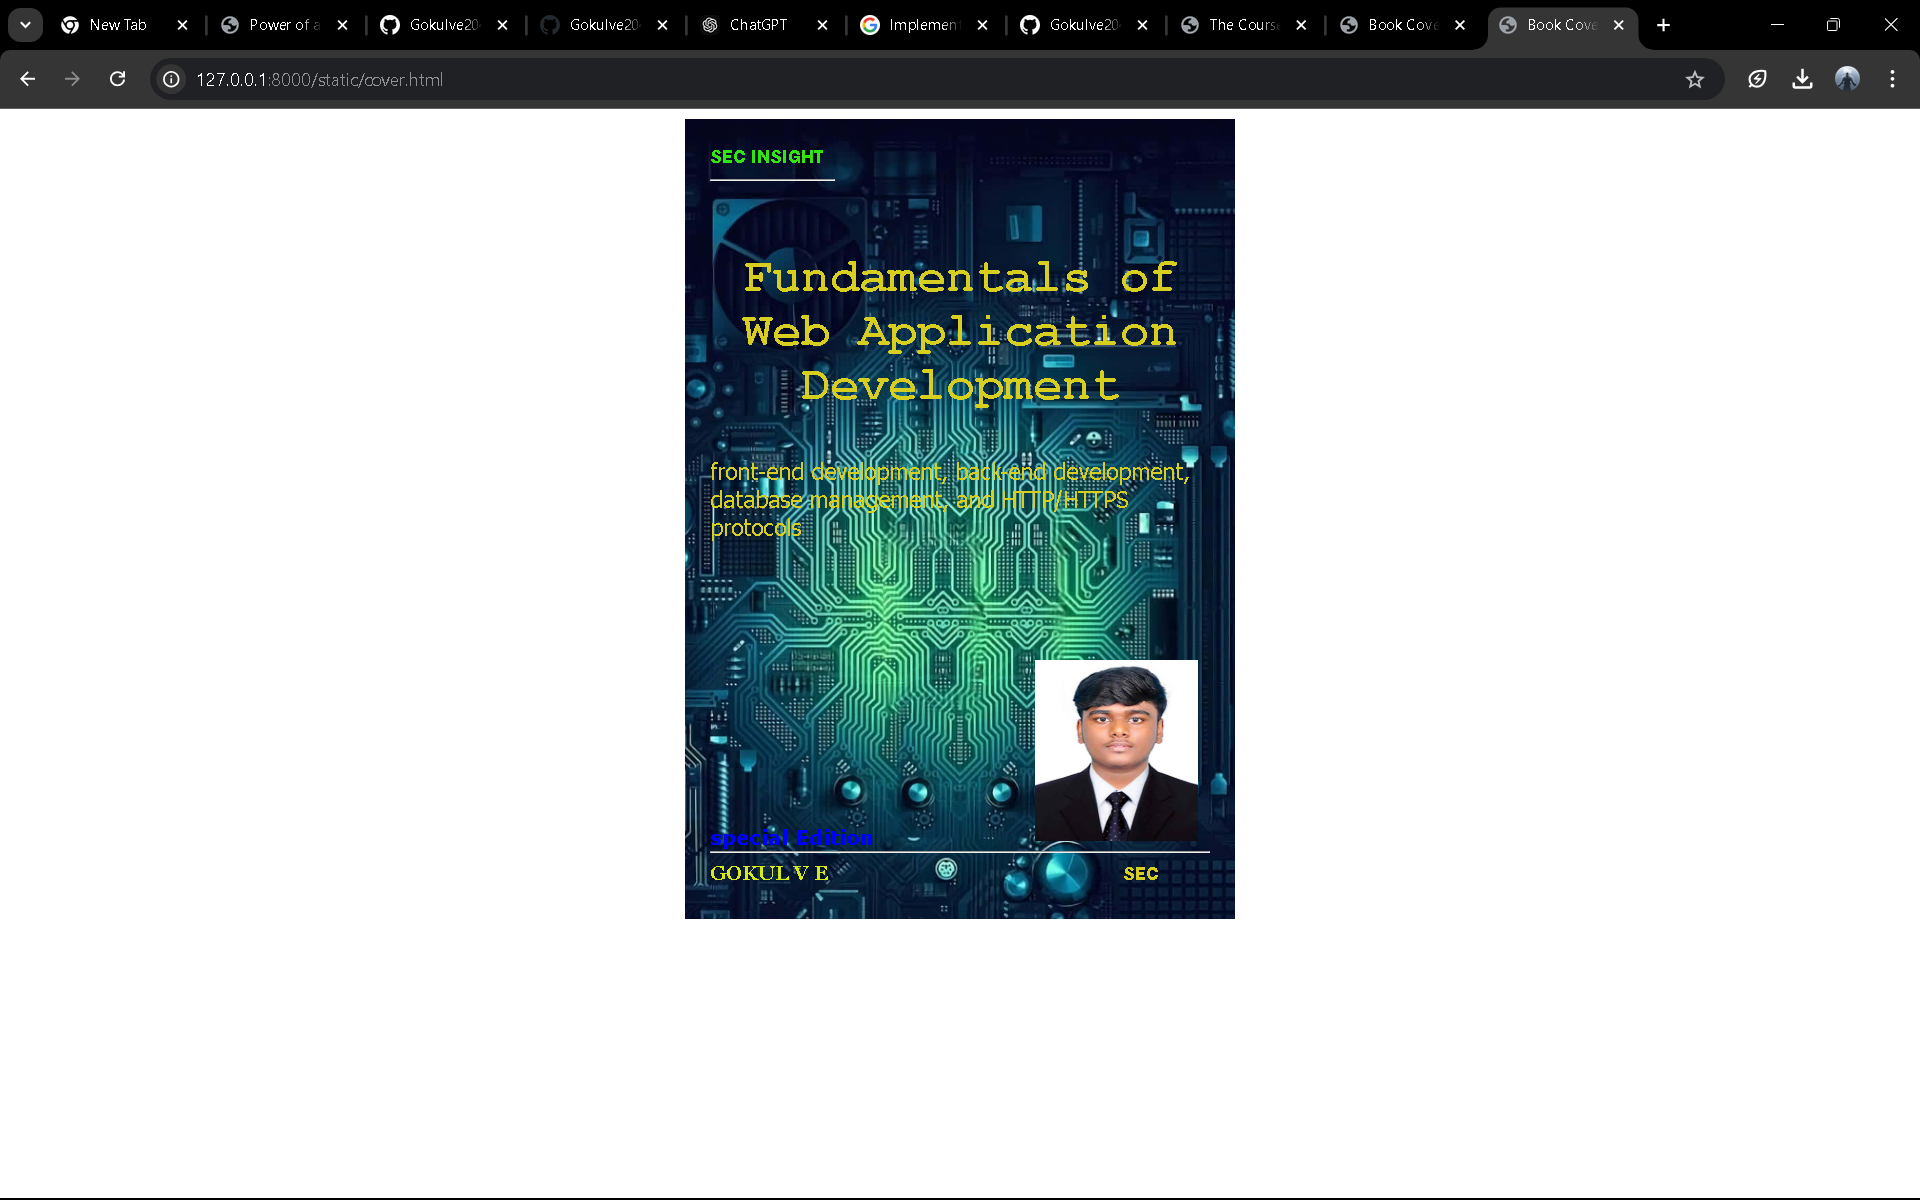 New Tab
Power of a
Gokulve20
Gokulve20
ChatGPT
Implemen
Gokulve20
The Cours
Book Cove
Book Cove
127.0.0.1:8000/static/cover.html
SEC INSIGHT
Fundamentals of
Web Application
Development
front-end development, back-end development,
database management, and HTTP/HTTPS
protocols
special Edition
GOKUL V E
SEC